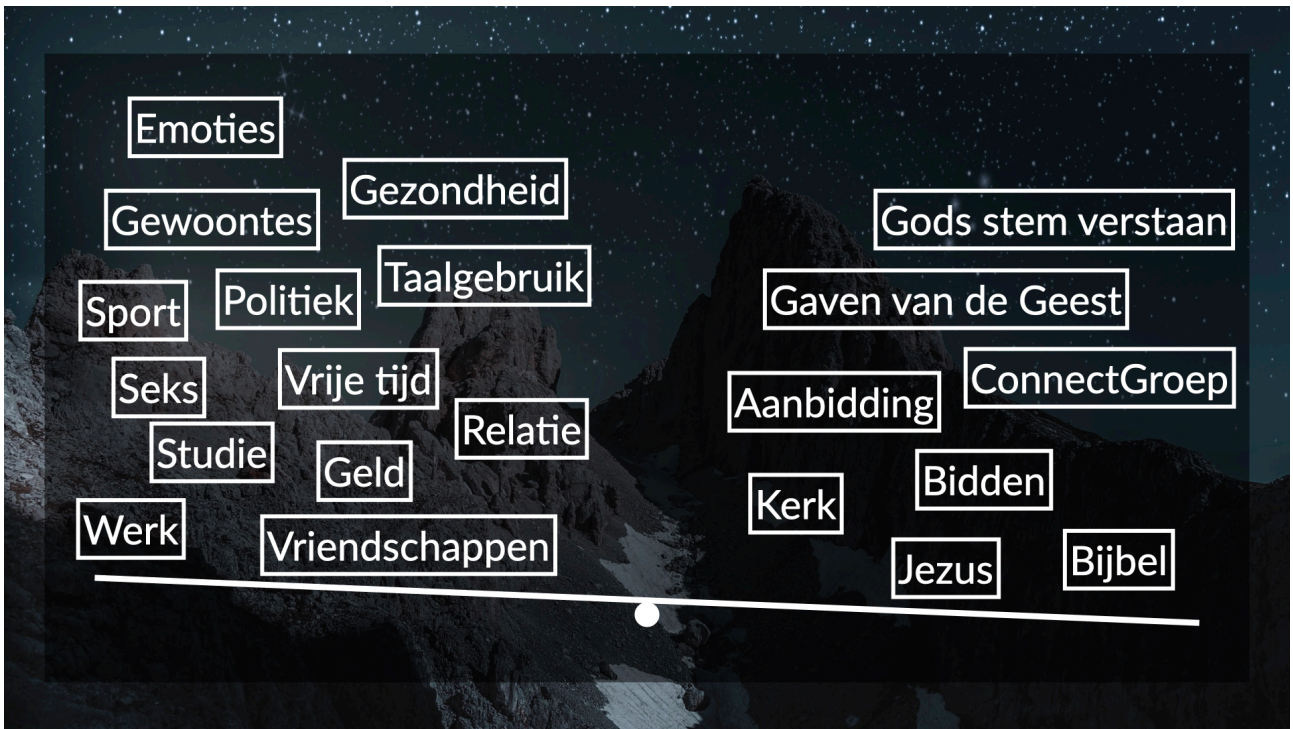 Emoties
Gezondheid
Gewoontes
Taalgebruik
Sport
Politiek
Seks
Vrije tijd
Relatie
Studie
Geld
Werk
Vriendschappen
Gods stem verstaan
Gaven van de Geest
ConnectGroep
Aanbidding
Bidden
Kerk
Jezus
Bijbel